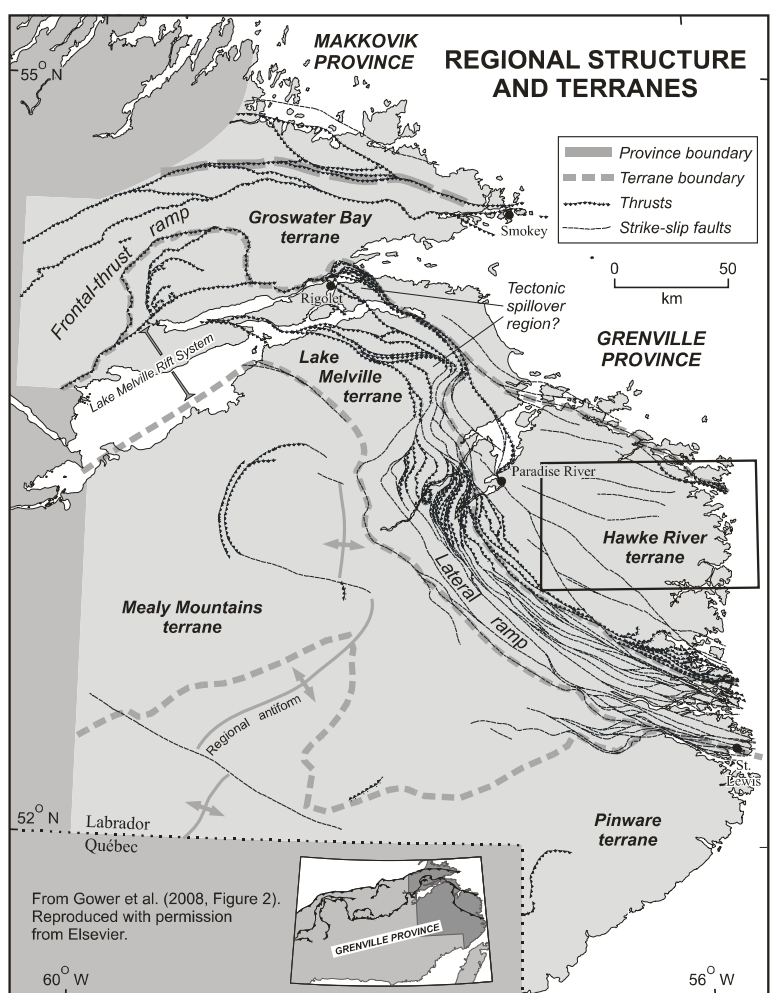 MAKKOVIK
PROVINCE
REGIONAL STRUCTURE
AND TERRANES
55° N
Province boundary
Terrane boundary
Thrusts
Strike-slip faults
Groswater Bay
terrane
Smokey
Frontal-thrust ramp
0 50
km
Rigolet
Tectonic
spillover
region?
GRENVILLE
PROVINCE
Lake Melville Rift System
Lake
Melville
terrane
Paradise River
Hawke River
terrane
Lateral ramp
Mealy Mountains
terrane
Regional antiform
St.
Lewis
52° N
Labrador
Québec
Pinware
terrane
From Gower et al. (2008, Figure 2).
Reproduced with permission
from Elsevier.
GRENVILLE PROVINCE
60° W
56° W